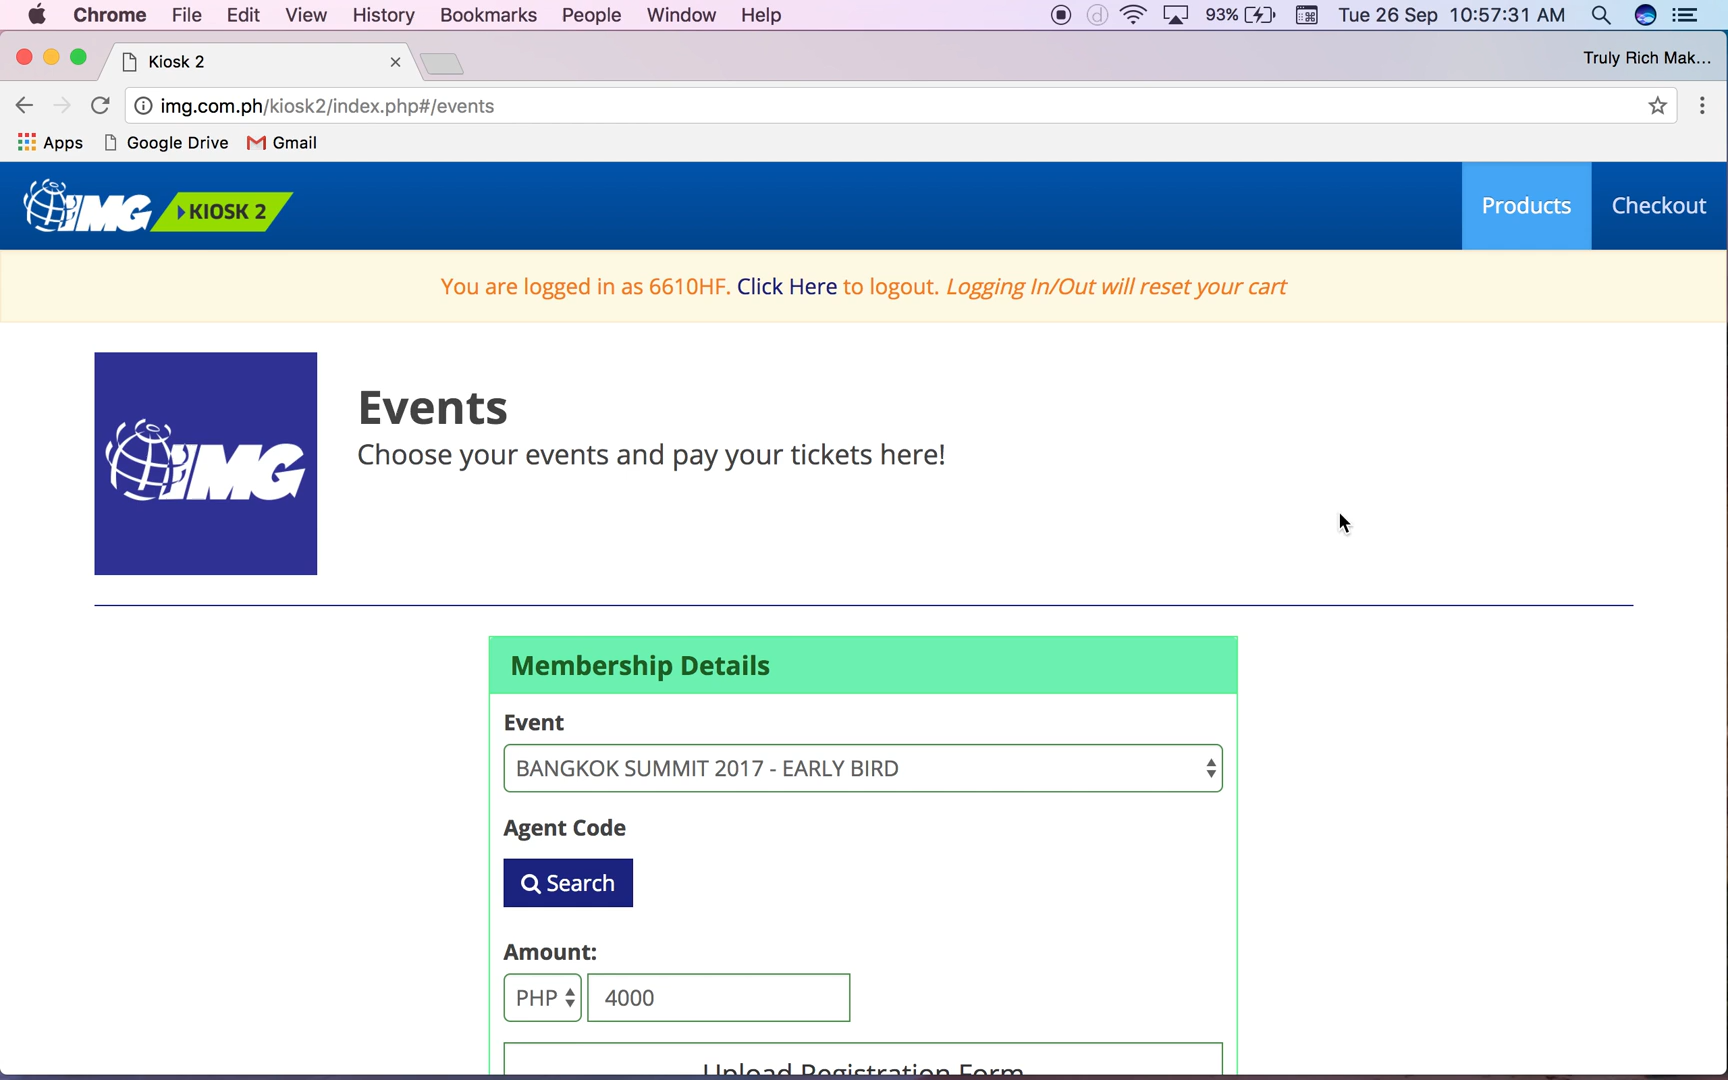 Chrome File Edit View History Bookmarks People Window Help 93% Tue 26 Sep 10:57:31 AM
Kiosk 2 Truly Rich Mak...
img.com.ph/kiosk2/index.php#/events
Apps Google Drive Gmail
IMG KIOSK 2 Products Checkout
You are logged in as 6610HF. Click Here to logout. Logging In/Out will reset your cart
IMG
Events
Choose your events and pay your tickets here!
Membership Details
Event
BANGKOK SUMMIT 2017 - EARLY BIRD
Agent Code
Search
Amount:
PHP 4000
Upload Registration Form